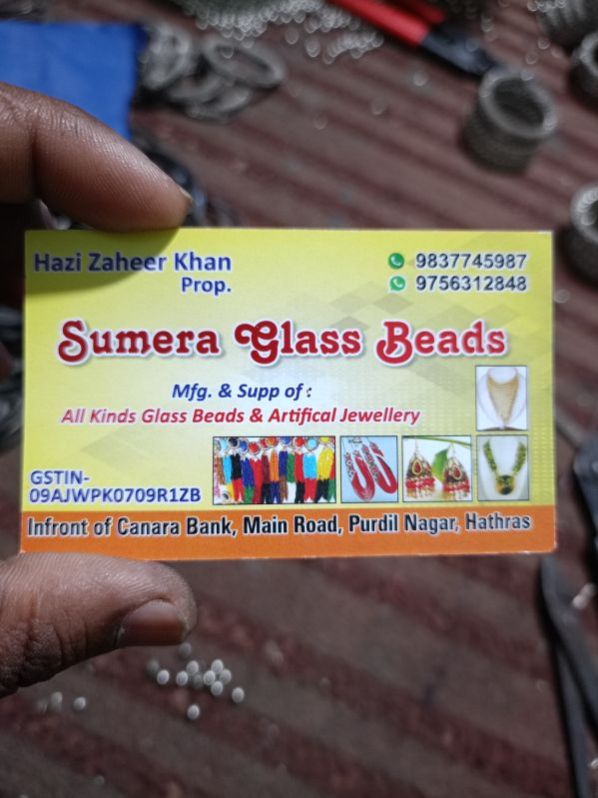 Hazi Zaheer Khan
Prop.
9837745987
9756312848
Sumera Glass Beads
Mfg. & Supp of :
All Kinds Glass Beads & Artifical Jewellery
GSTIN-
09AJWPK0709R1ZB
Infront of Canara Bank, Main Road, Purdil Nagar, Hathras